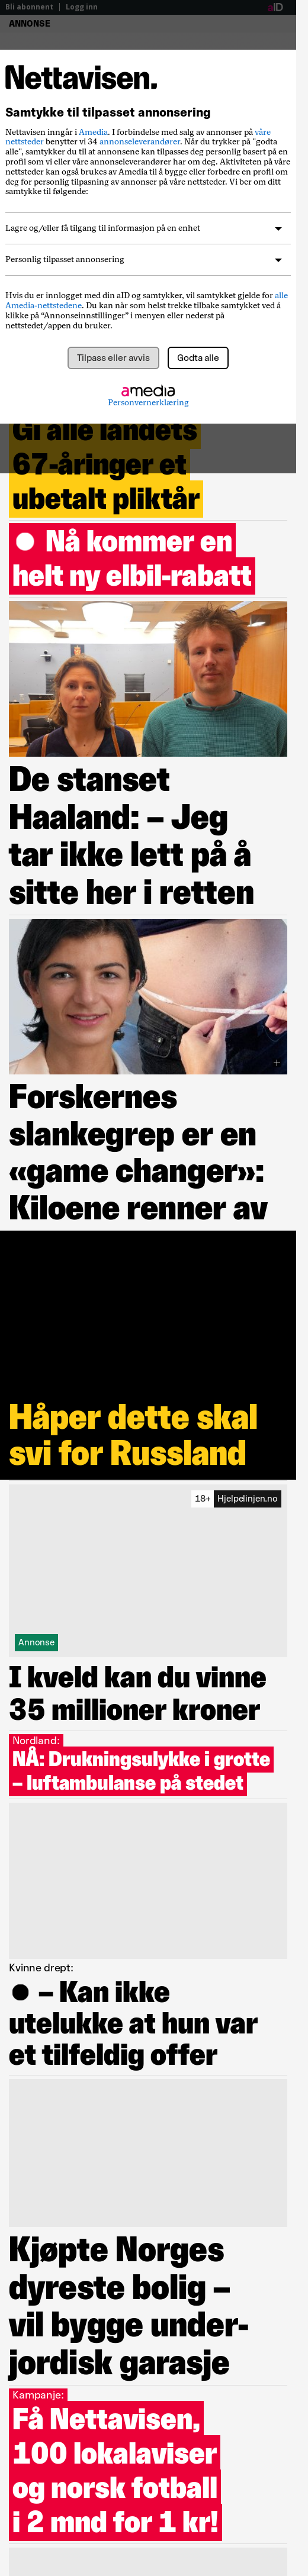 Bli abonnent | Logg inn
aID
ANNONSE
Nettavisen.
Samtykke til tilpasset annonsering
Nettavisen inngår i Amedia. I forbindelse med salg av annonser på våre
nettsteder benytter vi 34 annonseleverandører. Når du trykker på "godta
alle", samtykker du til at annonsene kan tilpasses deg personlig basert på en
profil som vi eller våre annonseleverandører har om deg. Aktiviteten på våre
nettsteder kan også brukes av Amedia til å bygge eller forbedre en profil om
deg for personlig tilpasning av annonser på våre nettsteder. Vi ber om ditt
samtykke til følgende:
Lagre og/eller få tilgang til informasjon på en enhet
Personlig tilpasset annonsering
Hvis du er innlogget med din aID og samtykker, vil samtykket gjelde for alle
Amedia-nettstedene. Du kan når som helst trekke tilbake samtykket ved å
klikke på “Annonseinnstillinger” i menyen eller nederst på
nettstedet/appen du bruker.
Tilpass eller avvis
Godta alle
amedia
Personvernerklæring
Gi alle landets
67-åringer et
ubetalt pliktår
Nå kommer en
helt ny elbil-rabatt
De stanset
Haaland: – Jeg
tar ikke lett på å
sitte her i retten
Forskernes
slankegrep er en
«game changer»:
Kiloene renner av
Håper dette skal
svi for Russland
18+ Hjelpelinjen.no
Annonse
I kveld kan du vinne
35 millioner kroner
Nordland:
NÅ: Drukningsulykke i grotte
– luftambulanse på stedet
Kvinne drept:
– Kan ikke
utelukke at hun var
et tilfeldig offer
Kjøpte Norges
dyreste bolig –
vil bygge under-
jordisk garasje
Kampanje:
Få Nettavisen,
100 lokalaviser
og norsk fotball
i 2 mnd for 1 kr!